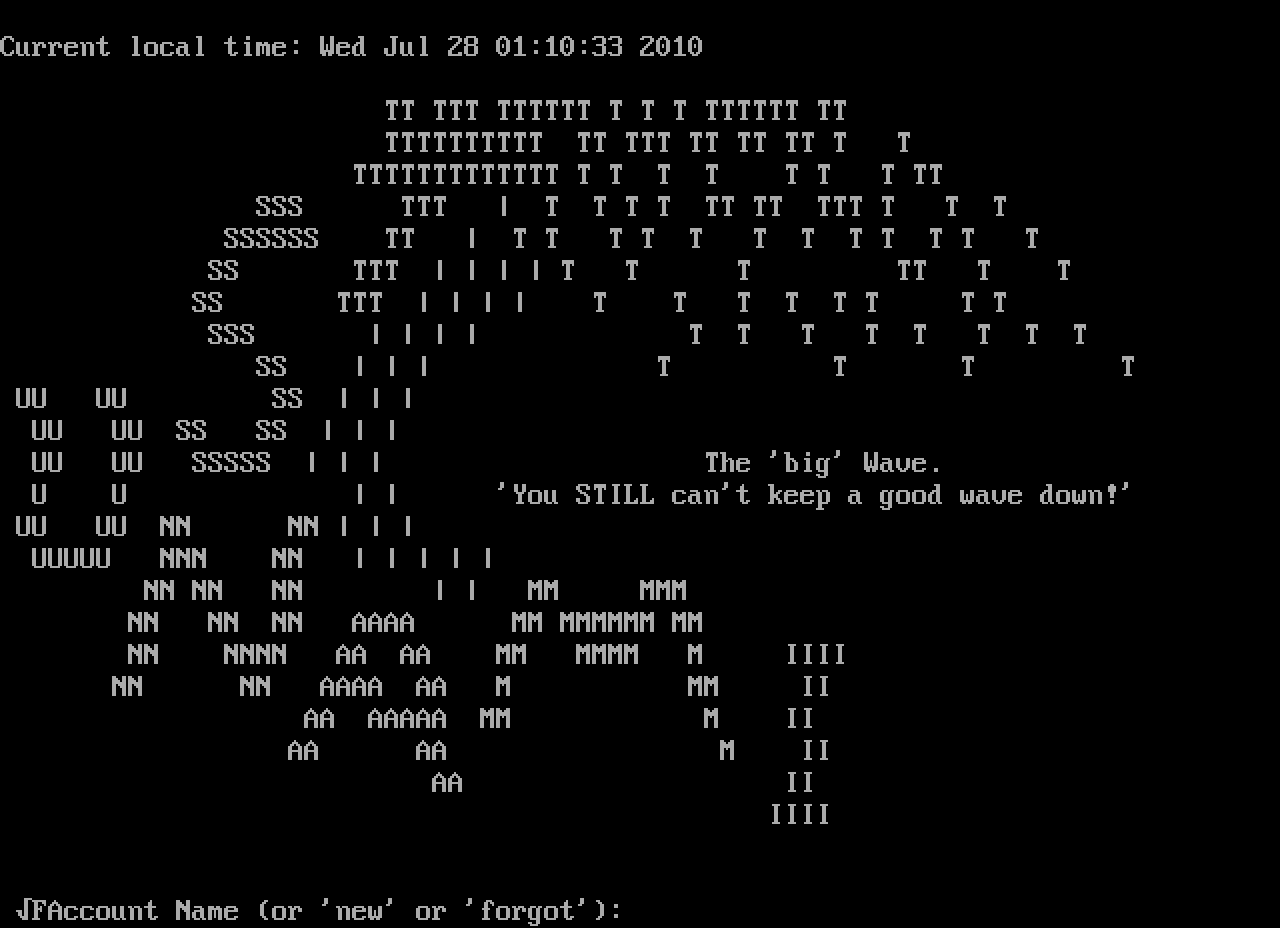 Current local time: Wed Jul 28 01:10:33 2010
TT TTT TTTTTT T T T TTTTTT TT
TTTTTTTTTT  TT TTT TT TT TT T   T
TTTTTTTTTTTTT T T  T  T    T T   T TT
SSS      TTT   |  T  T T T  TT TT  TTT T   T  T
SSSSSS    TT   |  T T   T T  T   T  T  T T  T T   T
SS       TTT  | | | | T   T      T         TT   T    T
SS       TTT  | | | |    T    T   T  T  T T     T T
SSS       | | | |             T  T   T   T  T   T  T  T
SS    | | |              T          T       T         T
UU   UU         SS  | | |
UU   UU  SS   SS  | | |
UU   UU   SSSSS  | | |                    The 'big' Wave.
U    U              | |      'You STILL can't keep a good wave down!'
UU   UU  NN      NN | | |
UUUUU   NNN    NN   | | | | |
NN NN   NN        | |   MM     MMM
NN   NN  NN   AAAA      MM MMMMMM MM
NN    NNNN   AA  AA    MM   MMMM   M     IIII
NN      NN   AAAA  AA   M           MM     II
AA  AAAAA  MM            M    II
AA      AA                 M    II
AA                    II
IIII
√FAccount Name (or 'new' or 'forgot'):